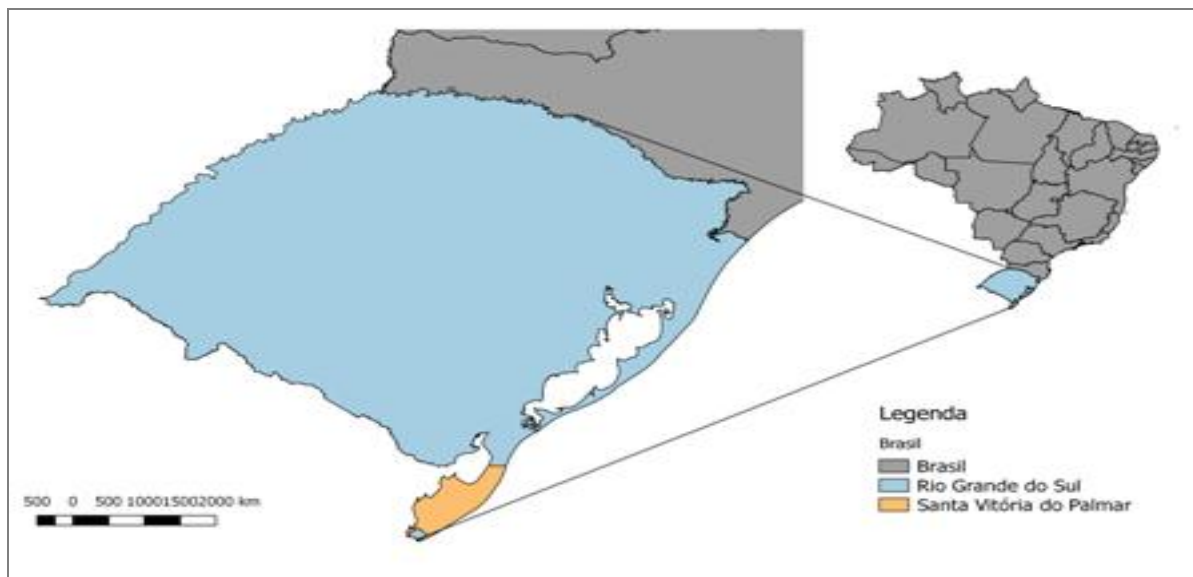 Legenda
Brasil
Brasil
Rio Grande do Sul
Santa Vitória do Palmar
500 0 500 100015002000 km